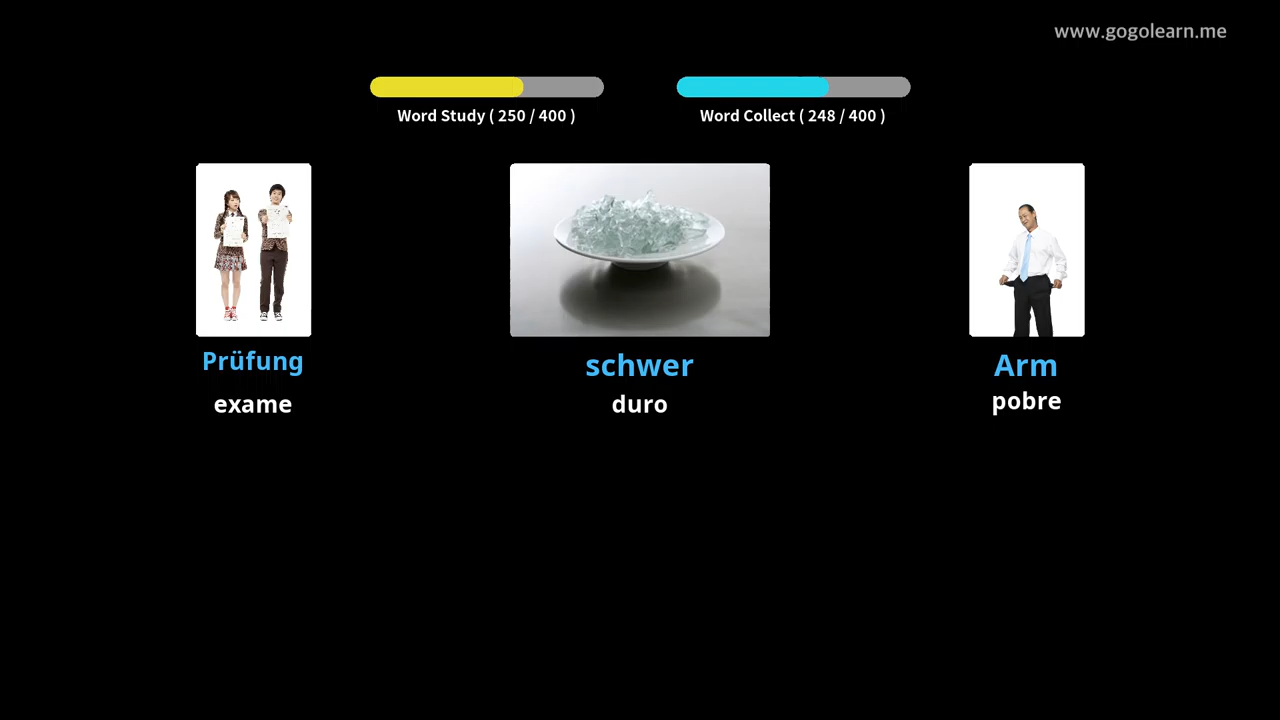 www.gogolearn.me
Word Study ( 250 / 400 )
Word Collect ( 248 / 400 )
Prüfung
exame
schwer
duro
Arm
pobre